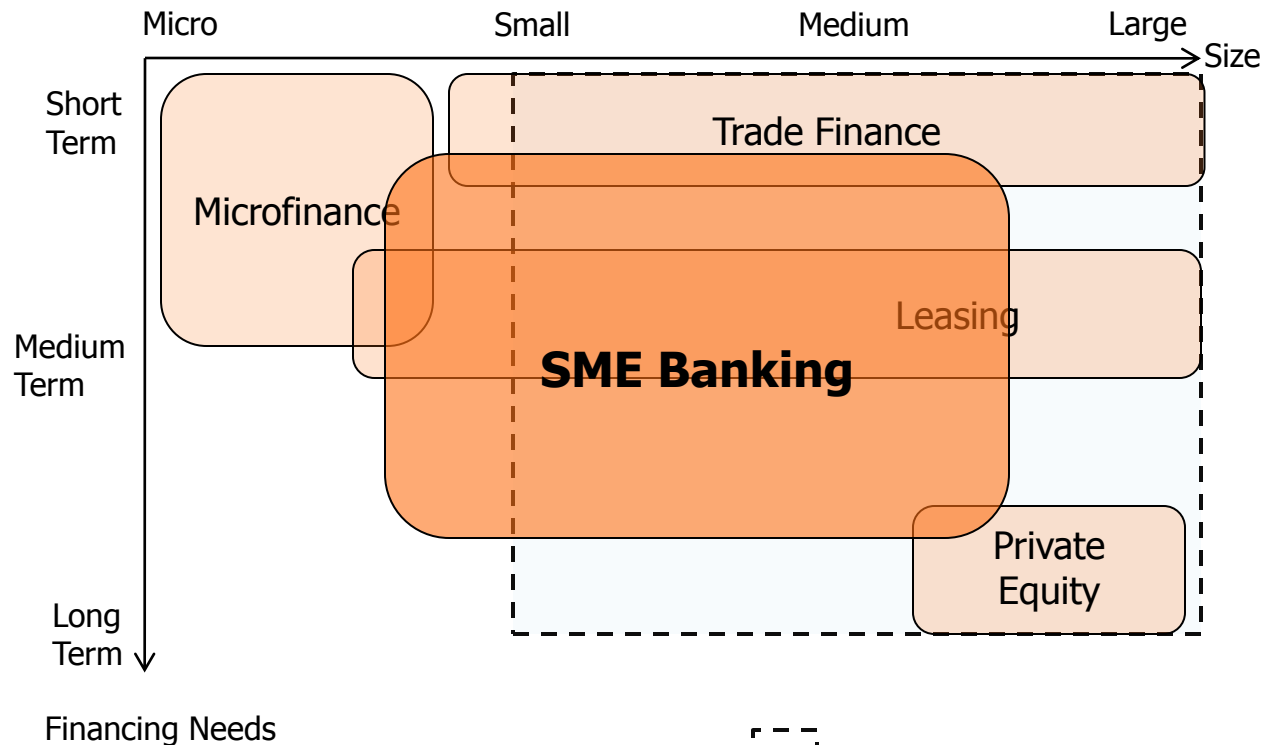 Micro
Small
Medium
Large
Size
Short
Term
Trade Finance
Microfinance
Leasing
Medium
Term
SME Banking
Private
Equity
Long
Term
Financing Needs